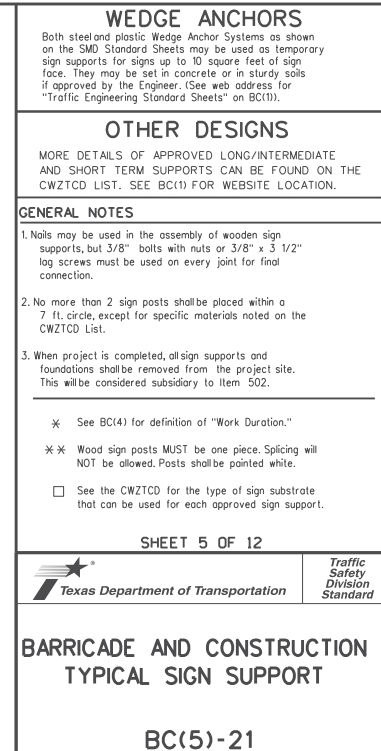 WEDGE ANCHORS
Both steel and plastic Wedge Anchor Systems as shown
on the SMD Standard Sheets may be used as temporary
sign supports for signs up to 10 square feet of sign
face. They may be set in concrete or in sturdy soils
if approved by the Engineer. (See web address for
"Traffic Engineering Standard Sheets" on BC(1)).
OTHER DESIGNS
MORE DETAILS OF APPROVED LONG/INTERMEDIATE
AND SHORT TERM SUPPORTS CAN BE FOUND ON THE
CWZTCD LIST. SEE BC(1) FOR WEBSITE LOCATION.
GENERAL NOTES
1. Nails may be used in the assembly of wooden sign
supports, but 3/8" bolts with nuts or 3/8" x 3 1/2"
lag screws must be used on every joint for final
connection.
2. No more than 2 sign posts shall be placed within a
7 ft. circle, except for specific materials noted on the
CWZTCD List.
3. When project is completed, all sign supports and
foundations shall be removed from the project site.
This will be considered subsidiary to Item 502.
* See BC(4) for definition of "Work Duration."
** Wood sign posts MUST be one piece. Splicing will
NOT be allowed. Posts shall be painted white.
□ See the CWZTCD for the type of sign substrate
that can be used for each approved sign support.
SHEET 5 OF 12
®
Texas Department of Transportation
Traffic
Safety
Division
Standard
BARRICADE AND CONSTRUCTION
TYPICAL SIGN SUPPORT
BC(5)-21